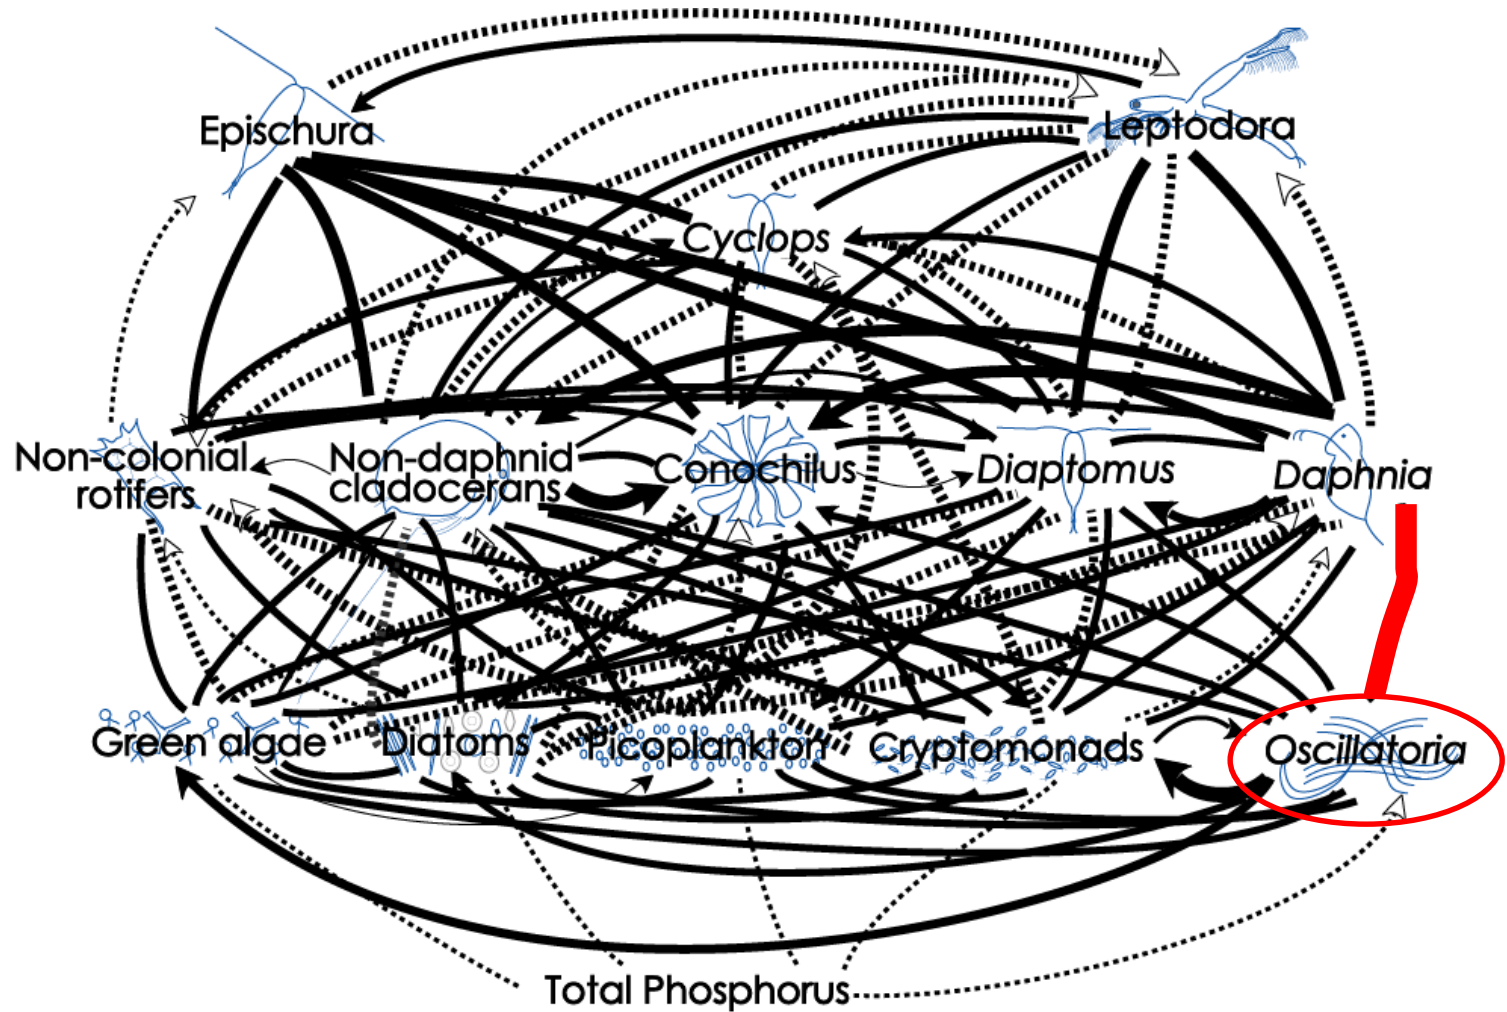 Epischura
Leptodora
Cyclops
Non-colonial
rotifers
Non-daphnid
cladocerans
Conochilus
Diaptomus
Daphnia
Green algae
Diatoms
Picoplankton
Cryptomonads
Oscillatoria
Total Phosphorus